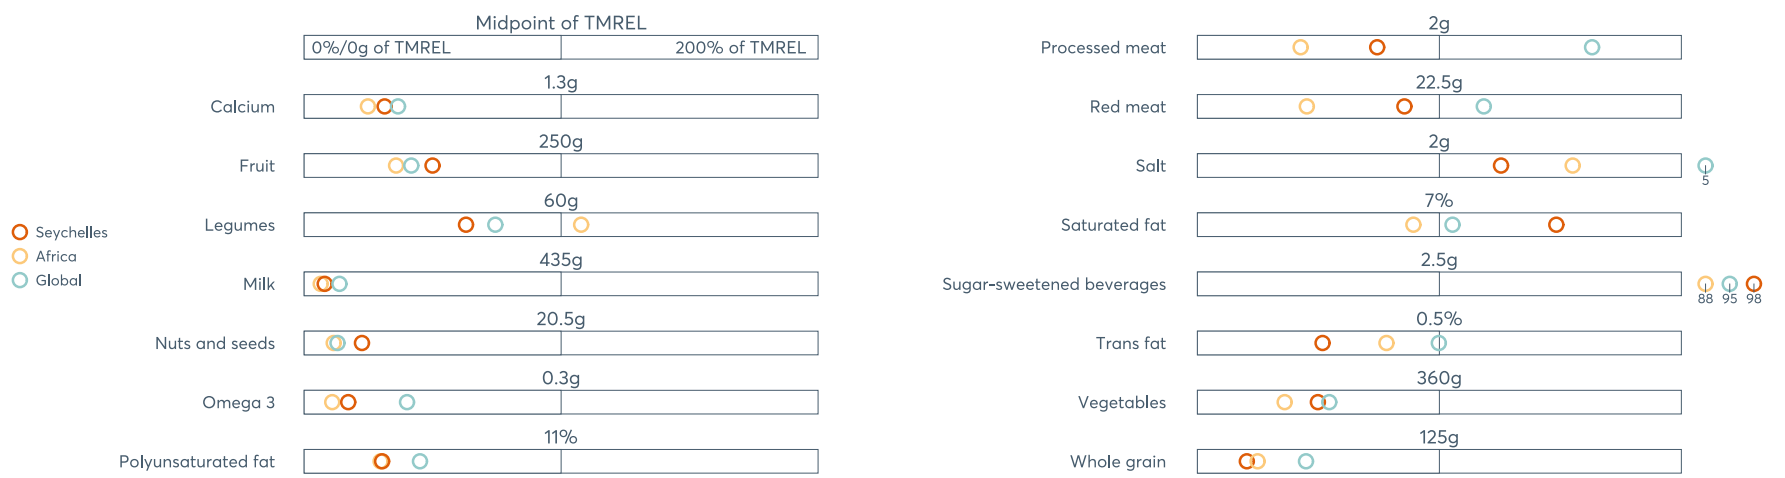 Midpoint of TMREL
0%/0g of TMREL 200% of TMREL
1.3g
Calcium
250g
Fruit
60g
Legumes
435g
Milk
20.5g
Nuts and seeds
0.3g
Omega 3
11%
Polyunsaturated fat
Seychelles
Africa
Global
2g
Processed meat
22.5g
Red meat
2g
Salt
5
7%
Saturated fat
2.5g
Sugar-sweetened beverages
88 95 98
0.5%
Trans fat
360g
Vegetables
125g
Whole grain